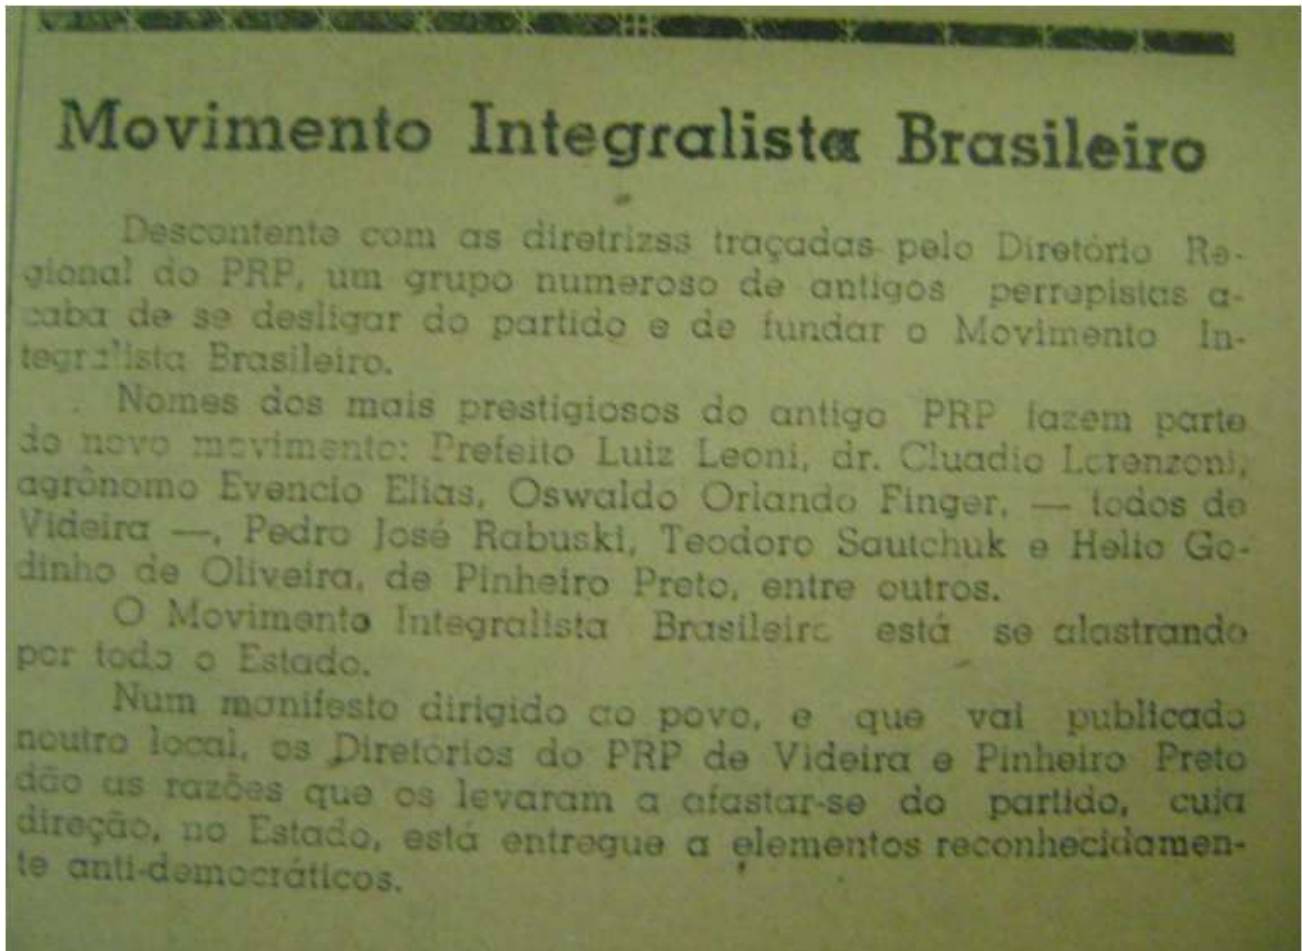 Movimento Integralista Brasileiro
Descontente com as diretrizss traçadas pelo Diretório Re-
gional do PRP, um grupo numeroso de antigos perrepistas a-
caba de se desligar do partido e de fundar o Movimento In-
tegralista Brasileiro.
Nomes dos mais prestigiosos do antigo PRP fazem parte
do novo movimento: Prefeito Luiz Leoni, dr. Cluadio Lorenzoni,
agrônomo Evencio Elias, Oswaldo Orlando Finger, — todos de
Videira —, Pedro José Rabuski, Teodoro Sautchuk e Helio Go-
dinho de Oliveira, de Pinheiro Preto, entre outros.
O Movimento Integralista Brasileiro está se alastrando
por todo o Estado.
Num manifesto dirigido ao povo, e que vai publicado
noutro local, os Diretórios do PRP de Videira e Pinheiro Preto
dão as razões que os levaram a afastar-se do partido, cuja
direção, no Estado, está entregue a elementos reconhecidamen-
te anti-democráticos.